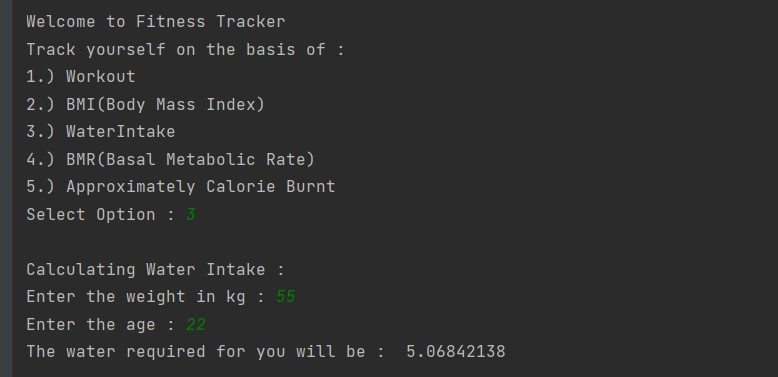 Welcome to Fitness Tracker
Track yourself on the basis of :
1.) Workout
2.) BMI(Body Mass Index)
3.) WaterIntake
4.) BMR(Basal Metabolic Rate)
5.) Approximately Calorie Burnt
Select Option : 3
Calculating Water Intake :
Enter the weight in kg : 55
Enter the age : 22
The water required for you will be :  5.06842138